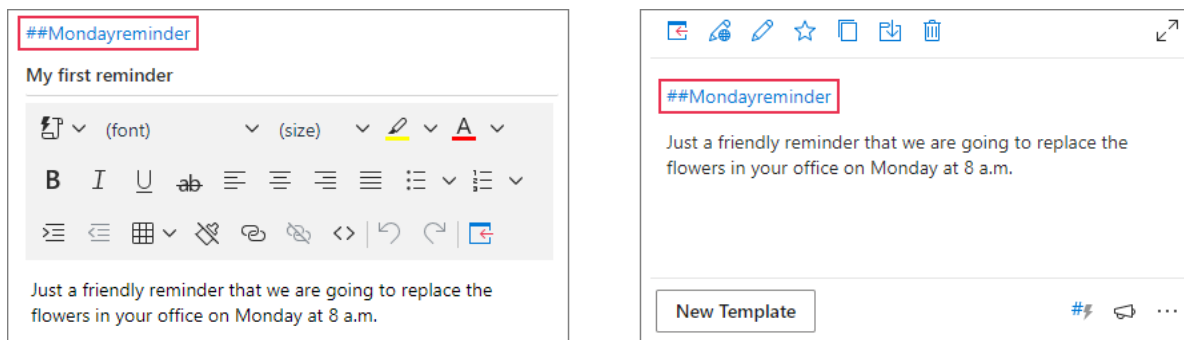 ##Mondayreminder
My first reminder
(font) (size) A
B I U ab
Just a friendly reminder that we are going to replace the
flowers in your office on Monday at 8 a.m.
##Mondayreminder
Just a friendly reminder that we are going to replace the
flowers in your office on Monday at 8 a.m.
New Template